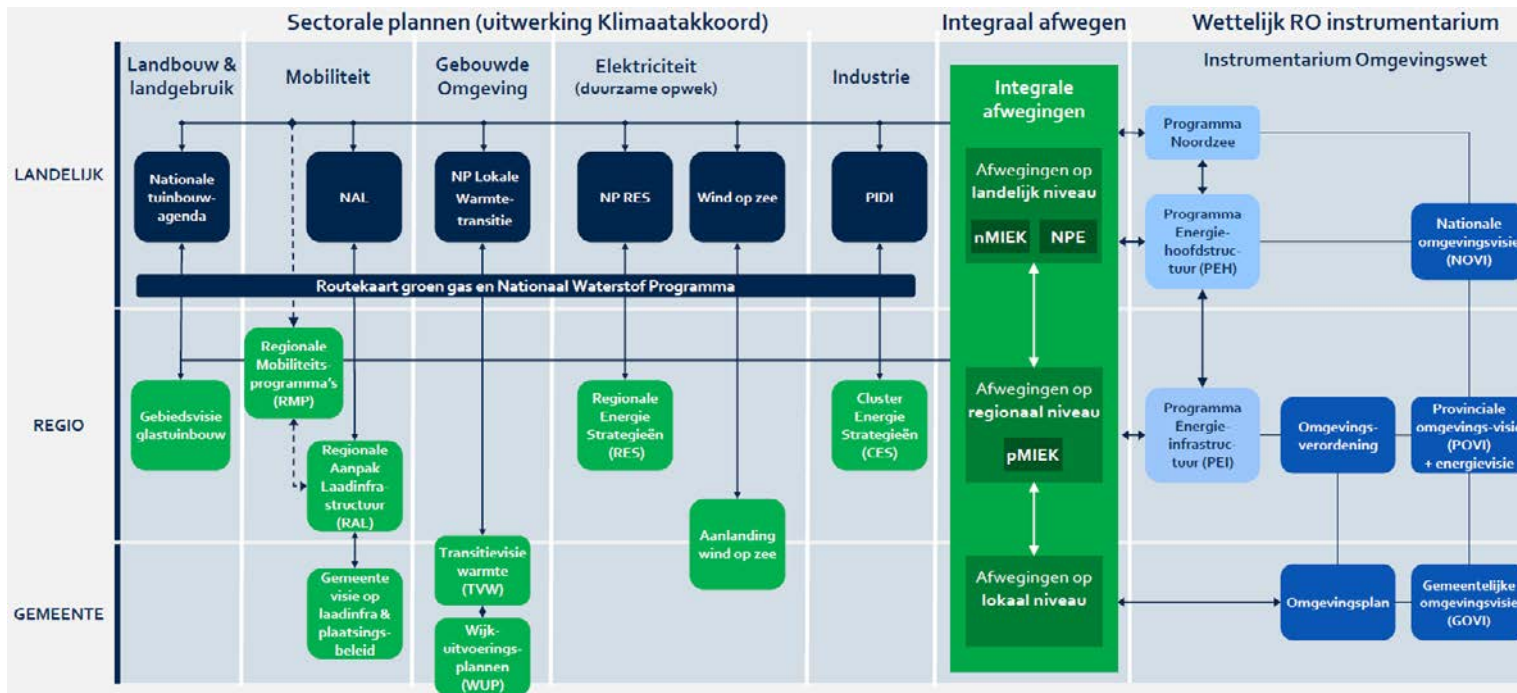 Sectorale plannen (uitwerking Klimaatakkoord)
Integraal afwegen
Wettelijk RO instrumentarium
Landbouw &
landgebruik
Mobiliteit
Gebouwde
Omgeving
Elektriciteit
(duurzame opwek)
Industrie
Instrumentarium Omgevingswet
LANDELIJK
Nationale
tuinbouw-
agenda
NAL
NP Lokale
Warmte-
transitie
NP RES
Wind op zee
PIDI
Routekaart groen gas en Nationaal Waterstof Programma
Integrale
afwegingen
Afwegingen op
landelijk niveau
nMIEK
NPE
Programma
Noordzee
Programma
Energie-
hoofdstruc-
tuur (PEH)
Nationale
omgevingsvisie
(NOVI)
REGIO
Regionale
Mobiliteits-
programma's
(RMP)
Gebiedsvisie
glastuinbouw
Regionale
Aanpak
Laadinfra-
structuur
(RAL)
Regionale
Energie
Strategieën
(RES)
Cluster
Energie
Strategieën
(CES)
Aanlanding
wind op zee
Afwegingen op
regionaal niveau
pMIEK
Programma
Energie-
infrastruc-
tuur (PEI)
Omgevings-
verordening
Provinciale
omgevings-visie
(POVI)
+ energievisie
GEMEENTE
Gemeente
visie op
laadinfra &
plaatsings-
beleid
Transitievisie
warmte
(TVW)
Wijk-
uitvoerings-
plannen
(WUP)
Afwegingen op
lokaal niveau
Omgevingsplan
Gemeentelijke
omgevingsvisie
(GOVI)